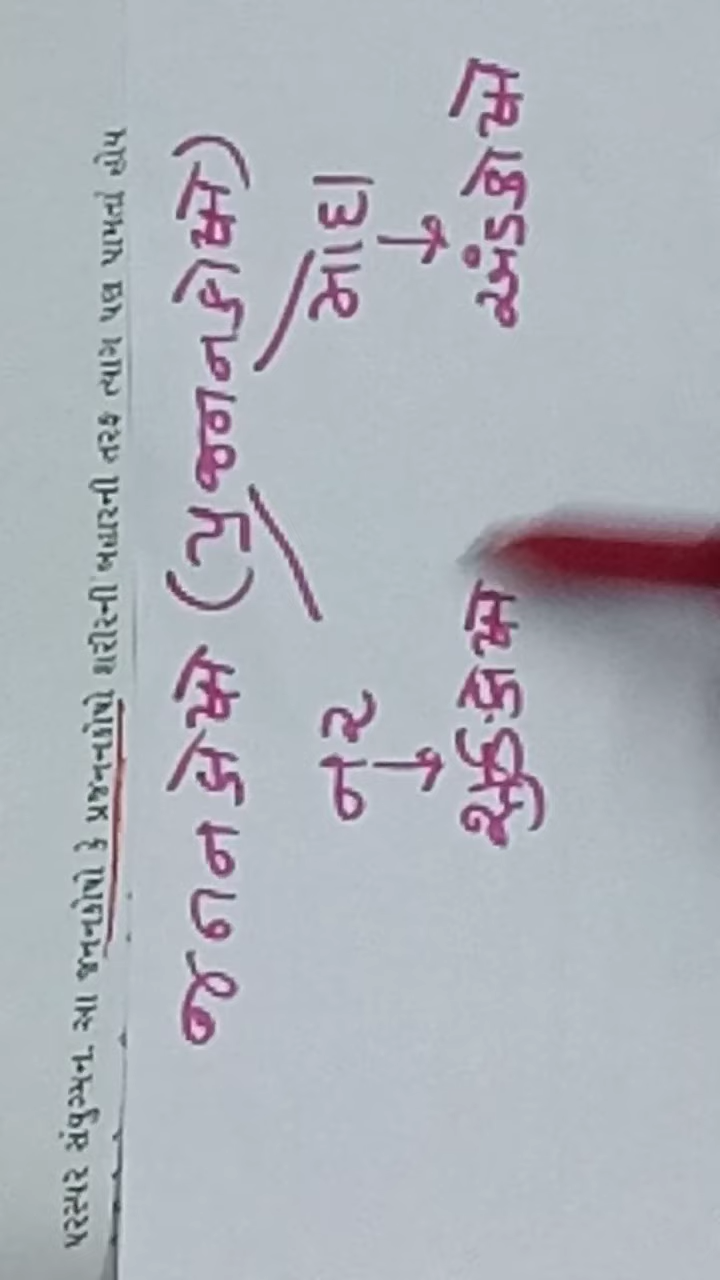 પરસ્પર સંયુગ્મન. આ જનનકોષો કે પ્રજનનકોષો શરીરની બહારની તરફ ત્યાગ પણ પામતાં હોય
જનનકોષ (પ્રજનનકોષ)
નર માદા
↓ ↓
શુક્રકોષ અંડકોષ